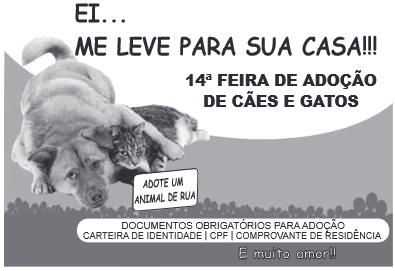 EI...
ME LEVE PARA SUA CASA!!!
14ª FEIRA DE ADOÇÃO
DE CÃES E GATOS
ADOTE UM
ANIMAL DE RUA
DOCUMENTOS OBRIGATÓRIOS PARA ADOÇÃO
CARTEIRA DE IDENTIDADE | CPF | COMPROVANTE DE RESIDÊNCIA
E muito amor!!